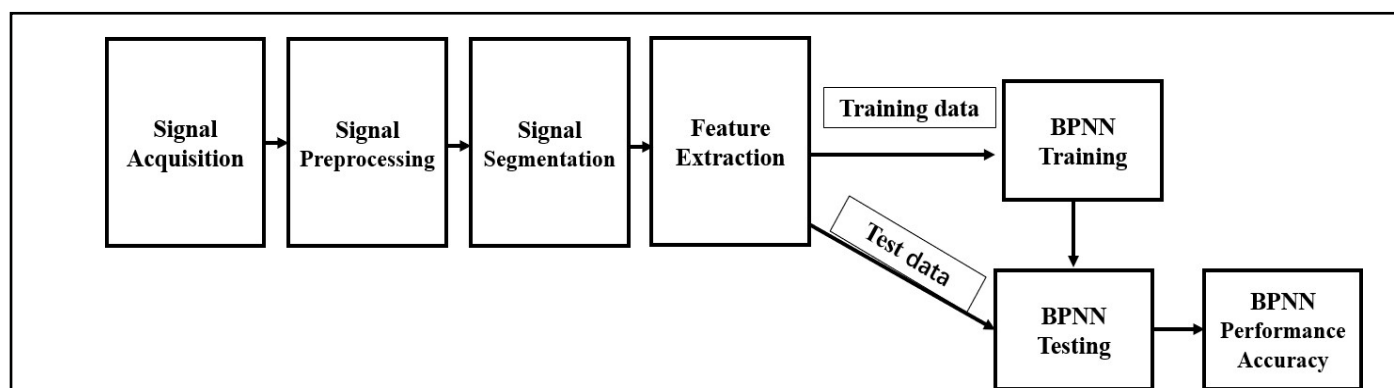 Signal
Acquisition
Signal
Preprocessing
Signal
Segmentation
Feature
Extraction
Training data
BPNN
Training
Test data
BPNN
Testing
BPNN
Performance
Accuracy